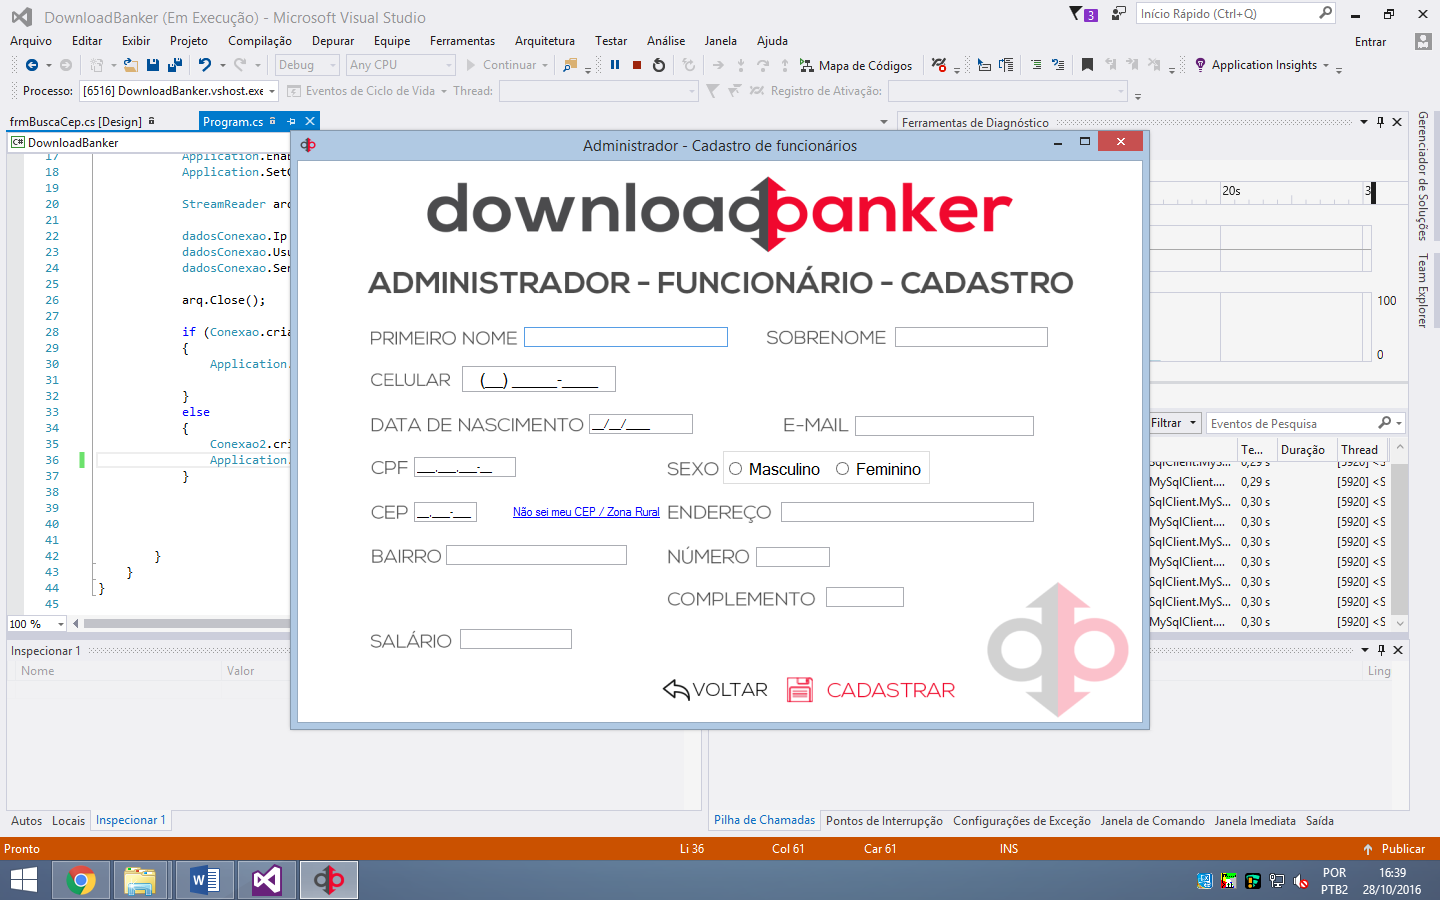 DownloadBanker (Em Execução) - Microsoft Visual Studio
3
Início Rápido (Ctrl+Q)
Arquivo Editar Exibir Projeto Compilação Depurar Equipe Ferramentas Arquitetura Testar Análise Janela Ajuda
Entrar
Debug Any CPU Continuar Mapa de Códigos Application Insights
Processo: [6516] DownloadBanker.vshost.exe Eventos de Ciclo de Vida Thread: Registro de Ativação:
frmBuscaCep.cs [Design] Program.cs
Ferramentas de Diagnóstico
C# DownloadBanker
Administrador - Cadastro de funcionários
17 Application.Enab
18 Application.SetC
19
20 StreamReader arq
21
22 dadosConexao.Ip
23 dadosConexao.Usu
24 dadosConexao.Sen
25
26 arq.Close();
27
28 if (Conexao.cria
29 {
30 Application.
31
32 }
33 else
34 {
35 Conexao2.cri
36 Application.
37 }
38
39
40
41
42 }
43 }
44 }
45
100 %
downloadbanker
ADMINISTRADOR - FUNCIONÁRIO - CADASTRO
PRIMEIRO NOME SOBRENOME
CELULAR (__) _____-____
DATA DE NASCIMENTO __/__/____ E-MAIL
CPF ___.___.___-__ SEXO Masculino Feminino
CEP __.___-___ Não sei meu CEP / Zona Rural ENDEREÇO
BAIRRO NÚMERO
COMPLEMENTO
SALÁRIO
VOLTAR CADASTRAR
20s 3
100
0
Gerenciador de Soluções
Team Explorer
Filtrar Eventos de Pesquisa
Te... Duração Thread
SqlClient.MyS... 0,29 s [5920] <S
MySqlClient.... 0,29 s [5920] <S
SqlClient.MyS... 0,30 s [5920] <S
MySqlClient.... 0,30 s [5920] <S
SqlClient.MyS... 0,30 s [5920] <S
MySqlClient.... 0,30 s [5920] <S
SqlClient.MyS... 0,30 s [5920] <S
SqlClient.MyS... 0,30 s [5920] <S
MySqlClient.... 0,30 s [5920] <S
Inspecionar 1
Nome Valor
Ling
Autos Locais Inspecionar 1
Pilha de Chamadas Pontos de Interrupção Configurações de Exceção Janela de Comando Janela Imediata Saída
Pronto Li 36 Col 61 Car 61 INS Publicar
POR 16:39
PTB2 28/10/2016